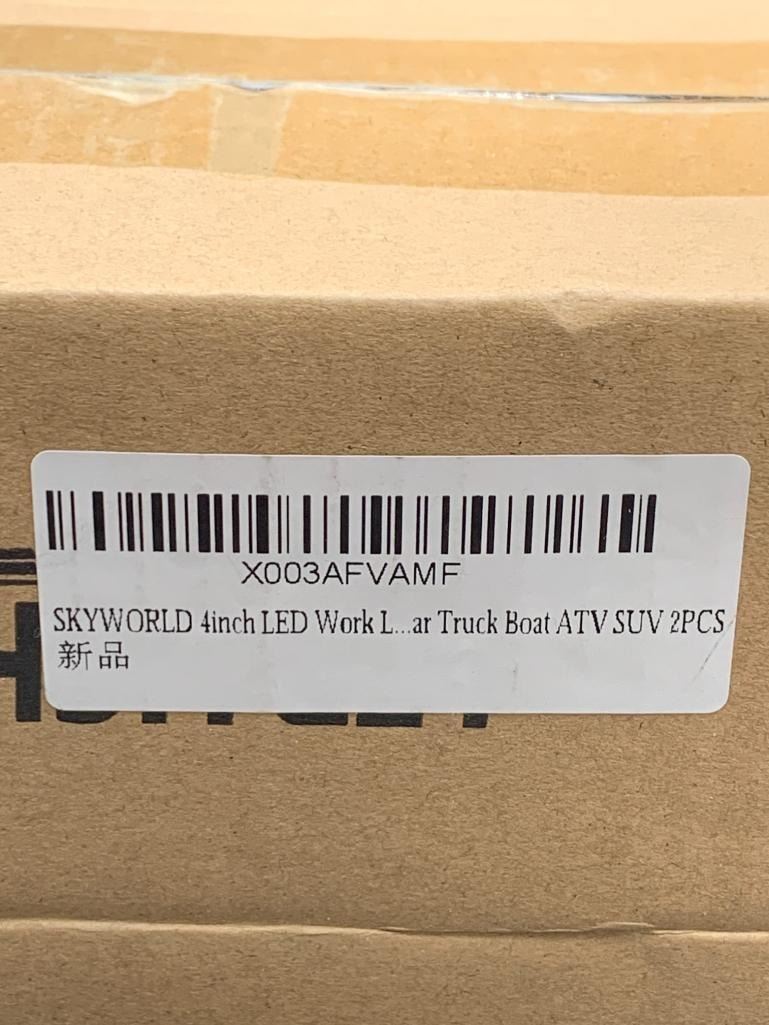 X003AFVAMF
SKYWORLD 4inch LED Work L...ar Truck Boat ATV SUV 2PCS
新品